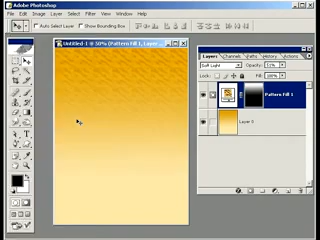 Adobe Photoshop
File Edit Image Layer Select Filter View Window Help
Auto Select Layer Show Bounding Box
Untitled-1 @ 50% (Pattern Fill 1, Layer ...
Layers Channels Paths History Actions
Soft Light Opacity: 51%
Lock: Fill: 100%
Pattern Fill 1
Layer 0